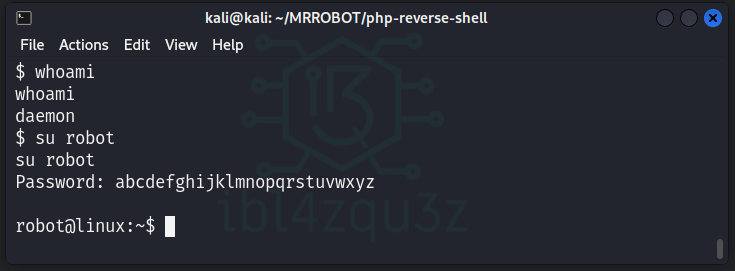 kali@kali: ~/MRROBOT/php-reverse-shell
File Actions Edit View Help
$ whoami
whoami
daemon
$ su robot
su robot
Password: abcdefghijklmnopqrstuvwxyz
robot@linux:~$
ibl4zqu3z